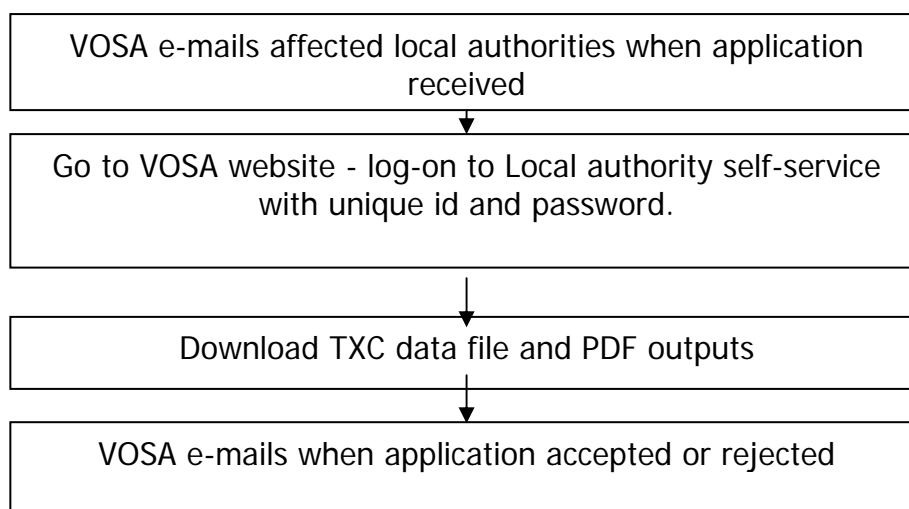 VOSA e-mails affected local authorities when application
received
Go to VOSA website - log-on to Local authority self-service
with unique id and password.
Download TXC data file and PDF outputs
VOSA e-mails when application accepted or rejected